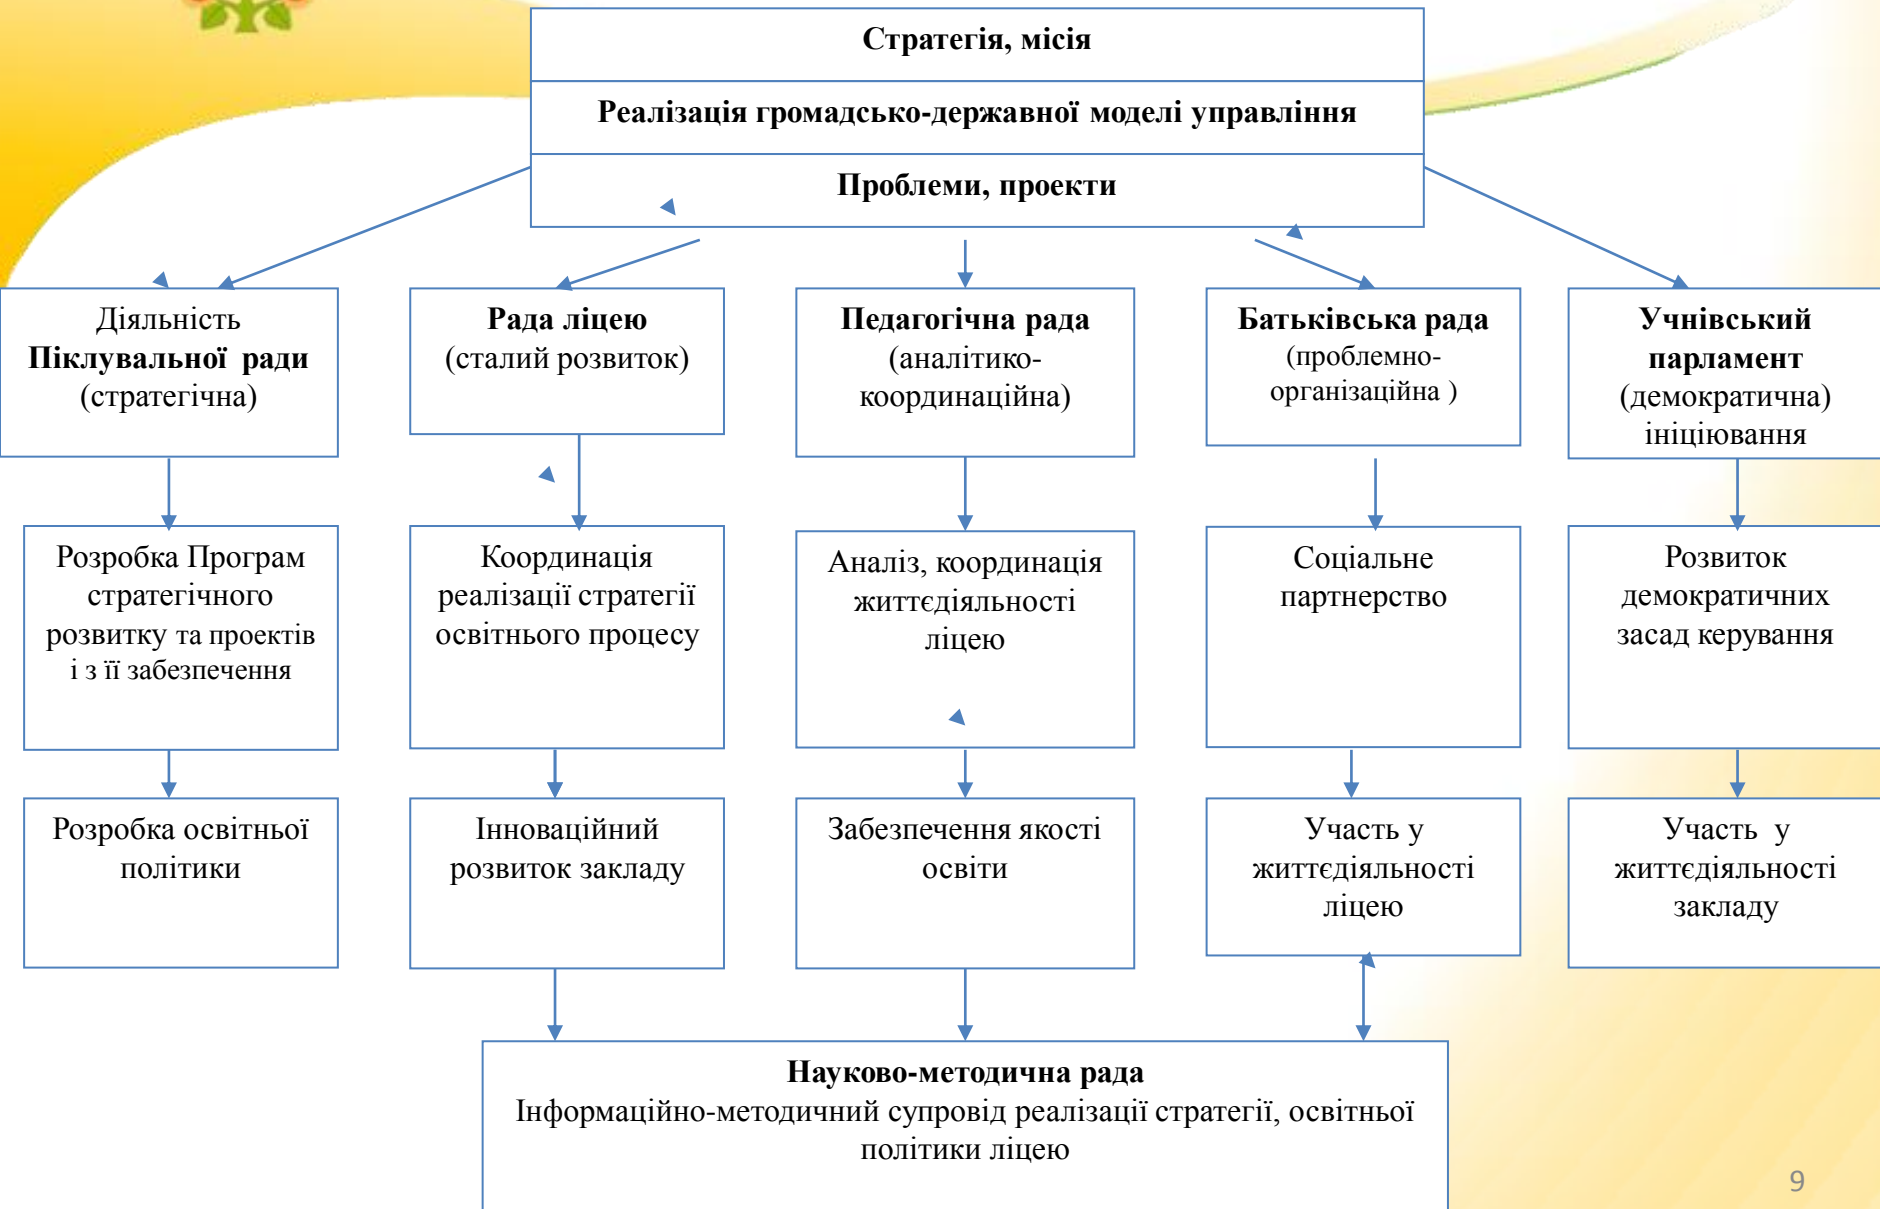 Стратегія, місія
Реалізація громадсько-державної моделі управління
Проблеми, проекти
Діяльність
Піклувальної ради
(стратегічна)
Рада ліцею
(сталий розвиток)
Педагогічна рада
(аналітико-
координаційна)
Батьківська рада
(проблемно-
організаційна )
Учнівський
парламент
(демократична)
ініціювання
Розробка Програм
стратегічного
розвитку та проектів
і з її забезпечення
Координація
реалізації стратегії
освітнього процесу
Аналіз, координація
життєдіяльності
ліцею
Соціальне
партнерство
Розвиток
демократичних
засад керування
Розробка освітньої
політики
Інноваційний
розвиток закладу
Забезпечення якості
освіти
Участь у
життєдіяльності
ліцею
Участь у
життєдіяльності
закладу
Науково-методична рада
Інформаційно-методичний супровід реалізації стратегії, освітньої
політики ліцею
9